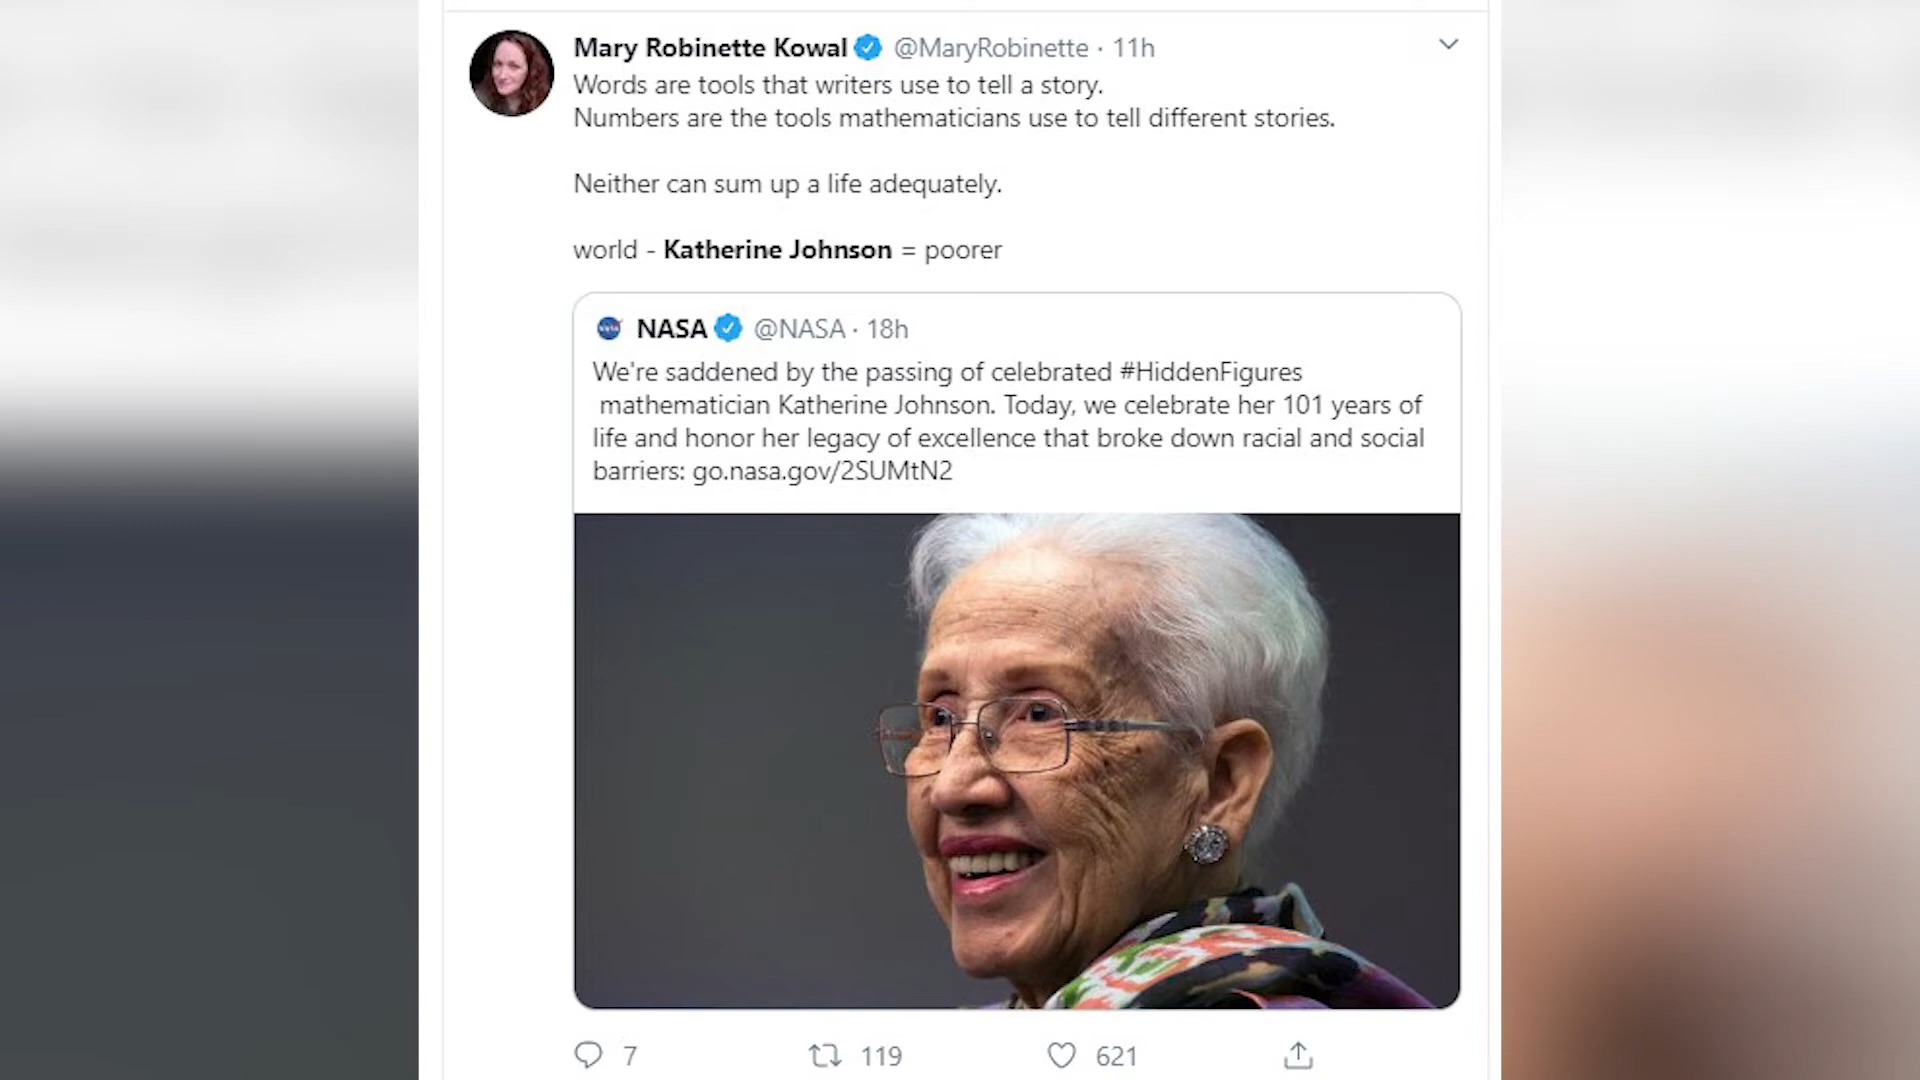 Mary Robinette Kowal @MaryRobinette · 11h
Words are tools that writers use to tell a story.
Numbers are the tools mathematicians use to tell different stories.
Neither can sum up a life adequately.
world - Katherine Johnson = poorer
NASA @NASA · 18h
We're saddened by the passing of celebrated #HiddenFigures
mathematician Katherine Johnson. Today, we celebrate her 101 years of
life and honor her legacy of excellence that broke down racial and social
barriers: go.nasa.gov/2SUMtN2
7 119 621